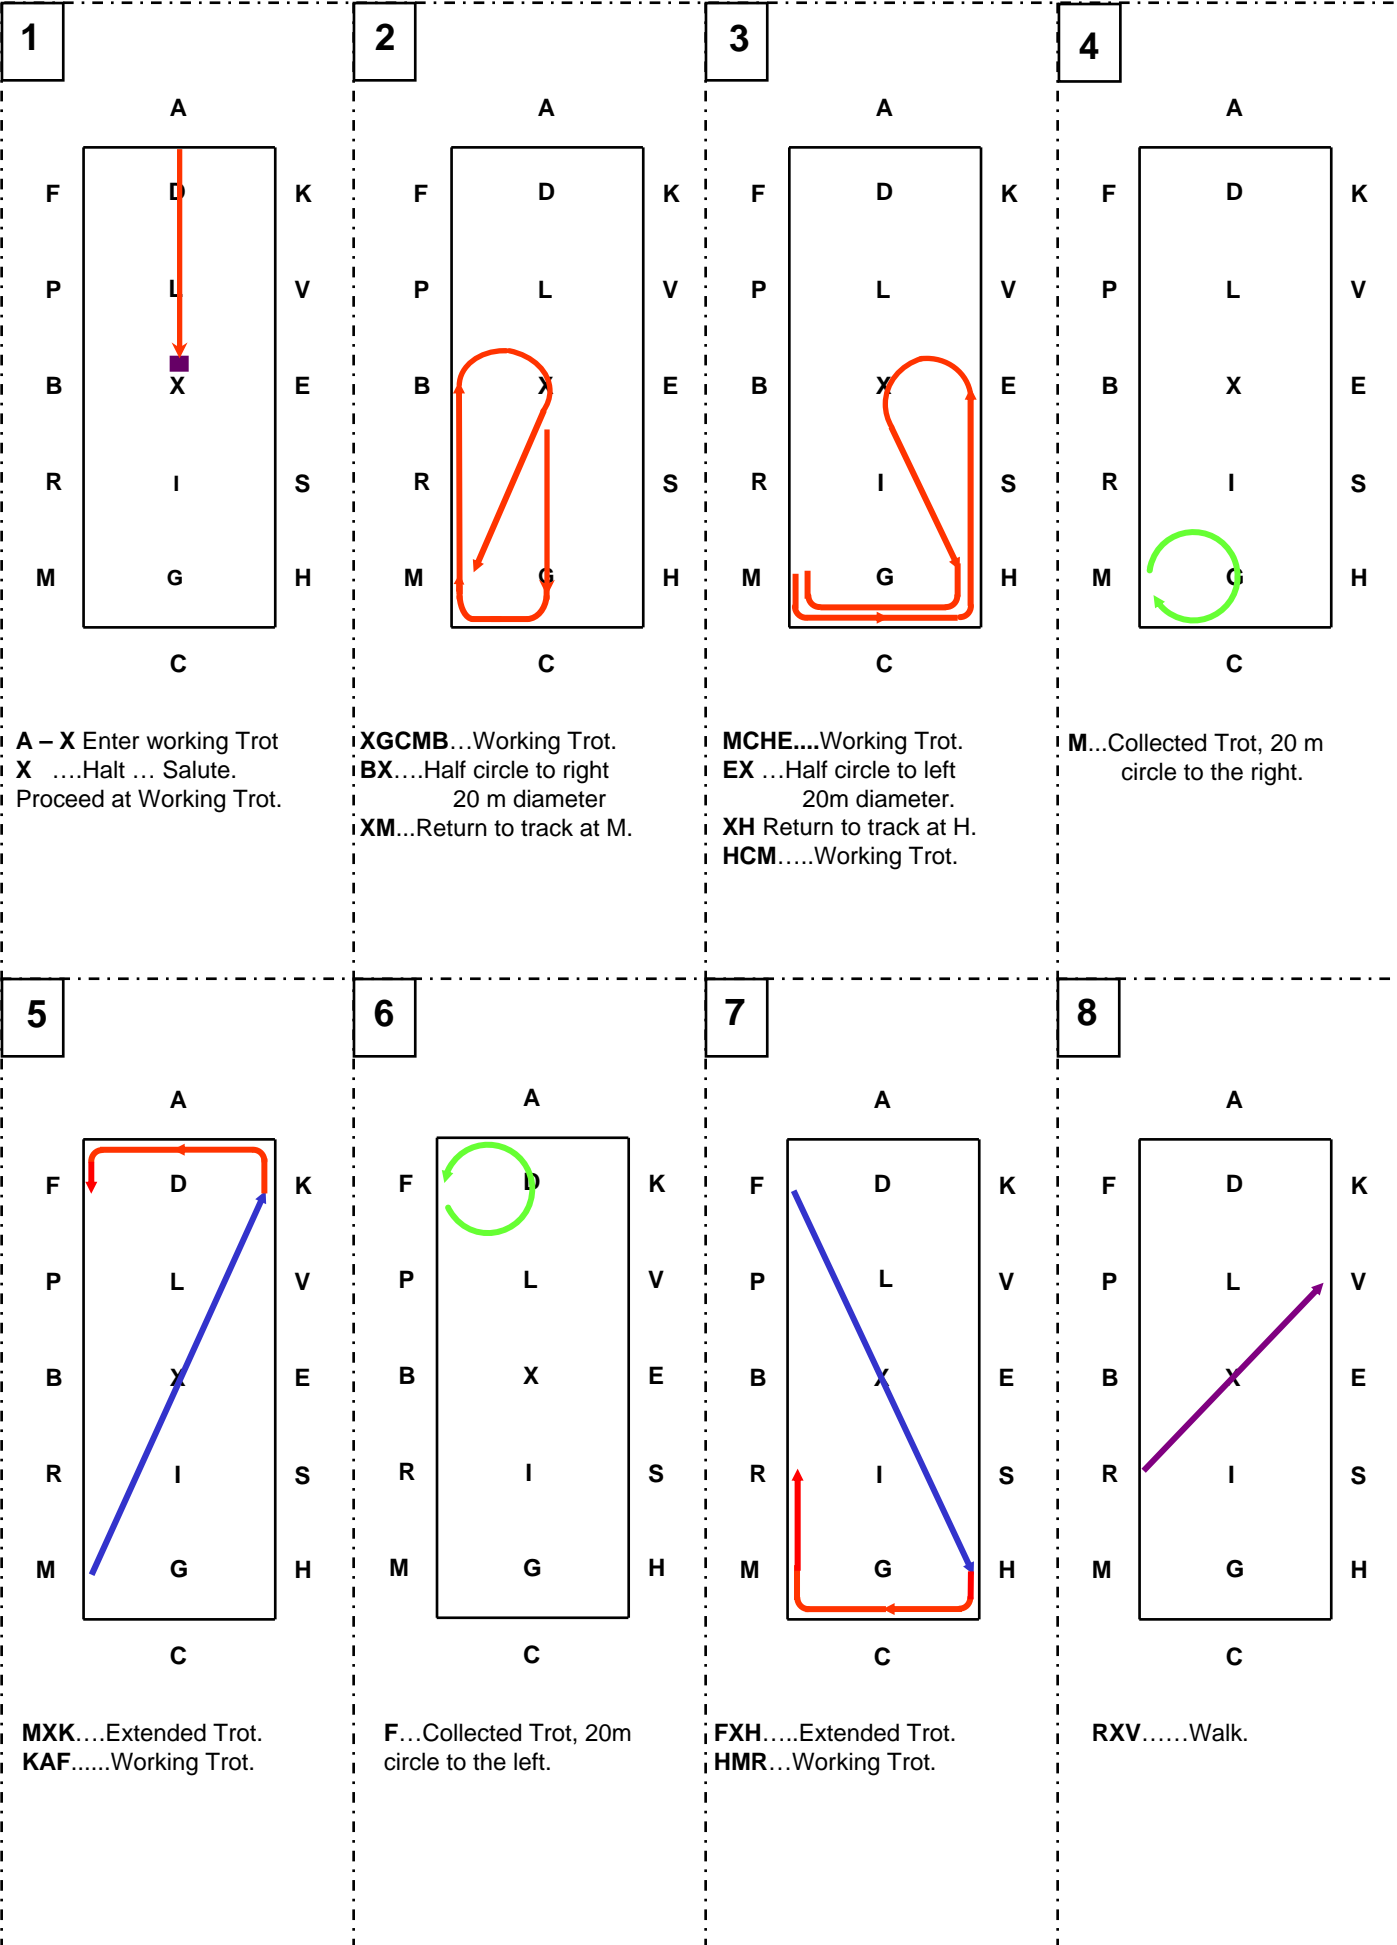 1
A
F D K
P L V
B X E
R I S
M G H
C
A – X Enter working Trot
X ....Halt ... Salute.
Proceed at Working Trot.
2
A
F D K
P L V
B X E
R S
M G H
C
XGCMB...Working Trot.
BX....Half circle to right
20 m diameter
XM...Return to track at M.
3
A
F D K
P L V
B X E
R I S
M G H
C
MCHE....Working Trot.
EX ...Half circle to left
20m diameter.
XH Return to track at H.
HCM.....Working Trot.
4
A
F D K
P L V
B X E
R I S
M G H
C
M...Collected Trot, 20 m
circle to the right.
5
A
F D K
P L V
B X E
R I S
M G H
C
MXK....Extended Trot.
KAF......Working Trot.
6
A
F D K
P L V
B X E
R I S
M G H
C
F...Collected Trot, 20m
circle to the left.
7
A
F D K
P L V
B X E
R I S
M G H
C
FXH.....Extended Trot.
HMR...Working Trot.
8
A
F D K
P L V
B X E
R I S
M G H
C
RXV......Walk.